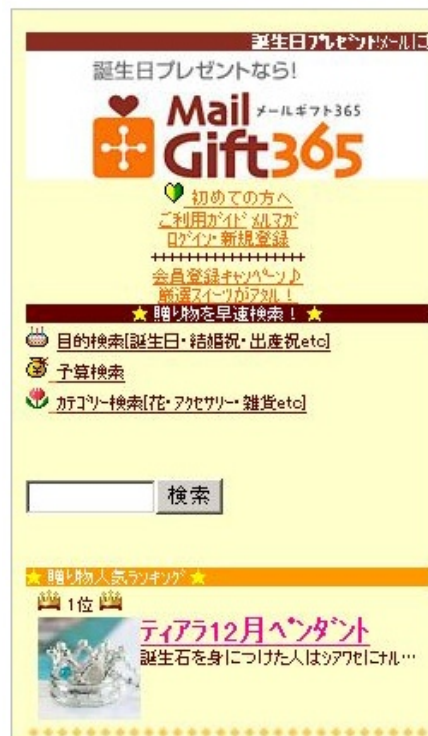 誕生日ﾌﾟﾚｾﾞﾝﾄﾒｰﾙｺﾞ
誕生日プレゼントなら!
Mail メールギフト365
Gift365
初めての方へ
ご利用ｶﾞｲﾄﾞ ﾒﾙﾏｶﾞ
ﾛｸﾞｲﾝ･新規登録
++++++++++++++++++
会員登録ｷｬﾝﾍﾟｰﾝ♪
厳選ｽｲｰﾂがｱﾀﾙ！
★ 贈り物を早速検索！ ★
目的検索[誕生日･結婚祝･出産祝etc]
予算検索
ｶﾃｺﾞﾘｰ検索[花･ｱｸｾｻﾘｰ･雑貨etc]
検索
★ 贈り物人気ﾗﾝｷﾝｸﾞ ★
1位
ティアラ12月ﾍﾟﾝﾀﾞﾝﾄ
誕生石を身につけた人はｼｱﾜｾにﾅﾙ…